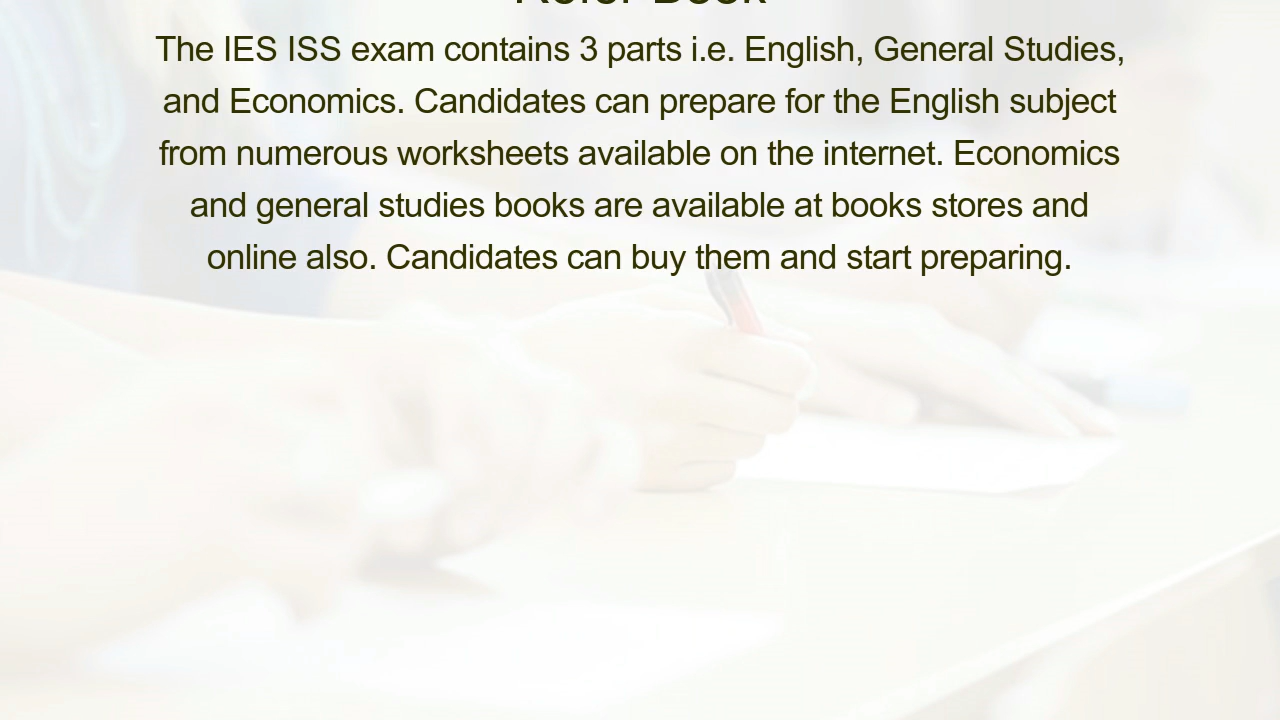 Refer Book
The IES ISS exam contains 3 parts i.e. English, General Studies,
and Economics. Candidates can prepare for the English subject
from numerous worksheets available on the internet. Economics
and general studies books are available at books stores and
online also. Candidates can buy them and start preparing.